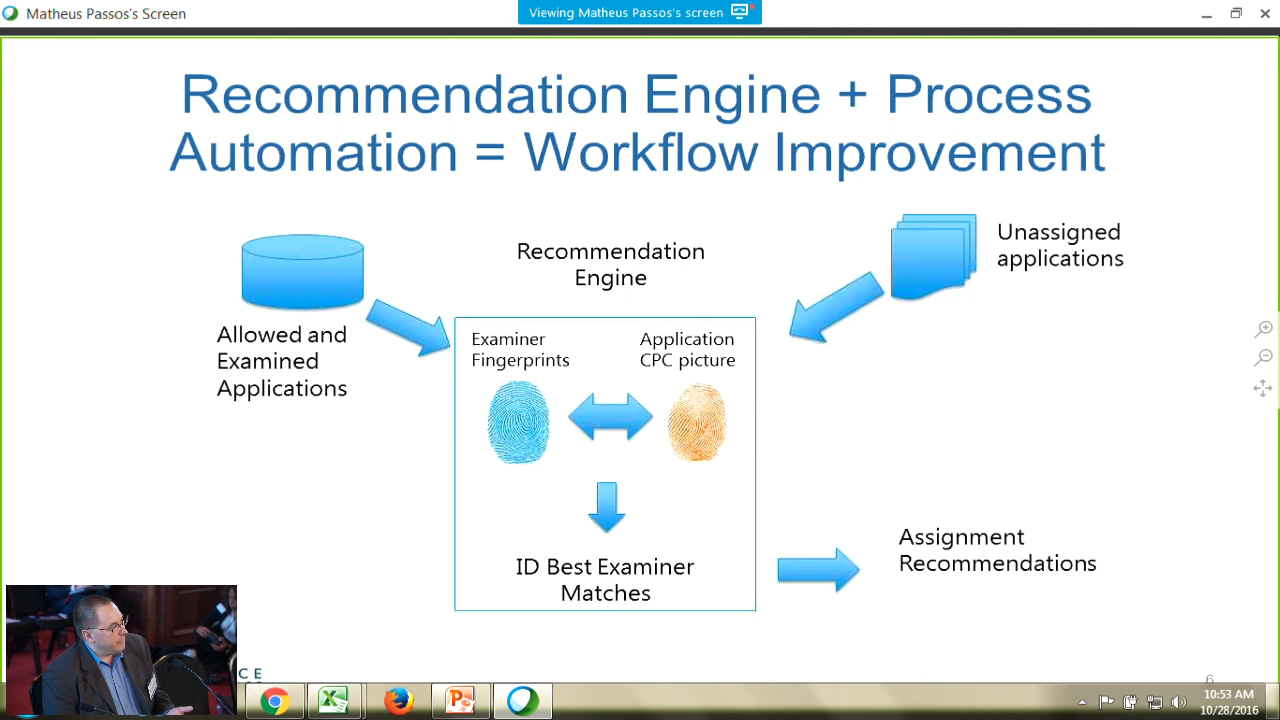 Matheus Passos's Screen
Viewing Matheus Passos's screen
Recommendation Engine + Process
Automation = Workflow Improvement
Allowed and
Examined
Applications
Recommendation
Engine
Unassigned
applications
Examiner
Fingerprints
Application
CPC picture
ID Best Examiner
Matches
Assignment
Recommendations
C E
6
10:53 AM
10/28/2016